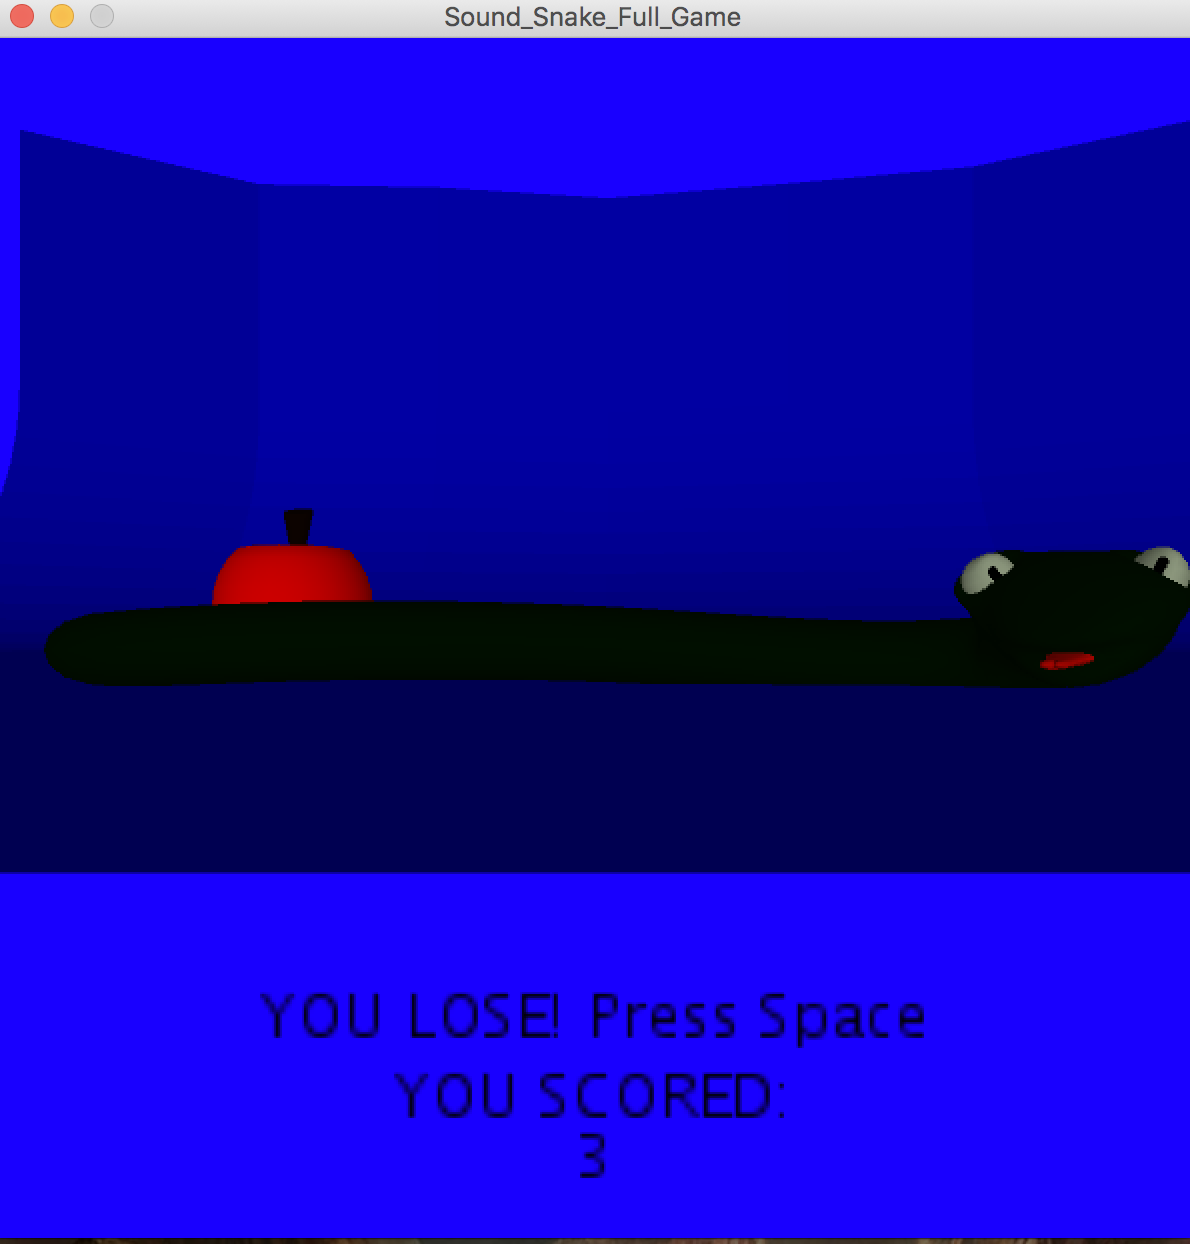 Sound_Snake_Full_Game
YOU LOSE! Press Space
YOU SCORED:
3